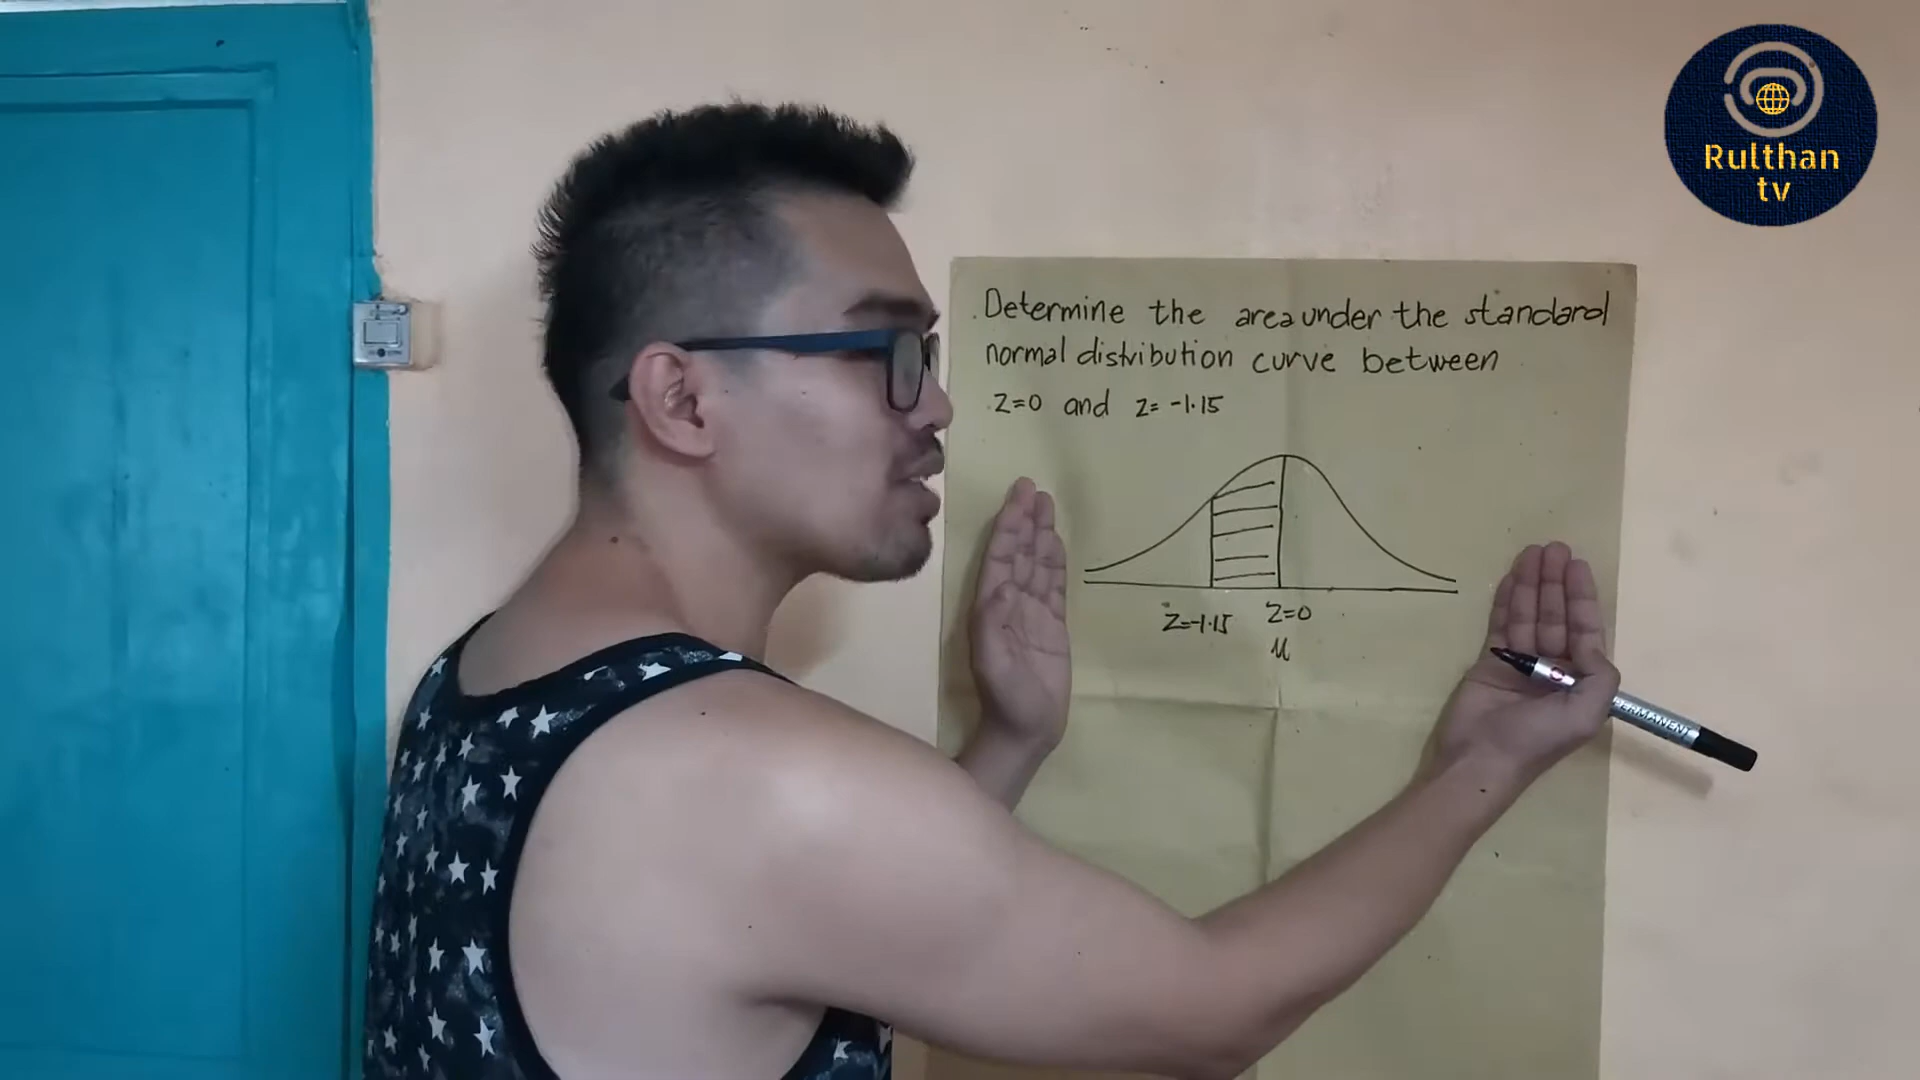 Rulthan
tv
Determine the area under the standard
normal distribution curve between
Z=0 and Z= -1.15
Z=-1.15 Z=0
μ
PERMANENT